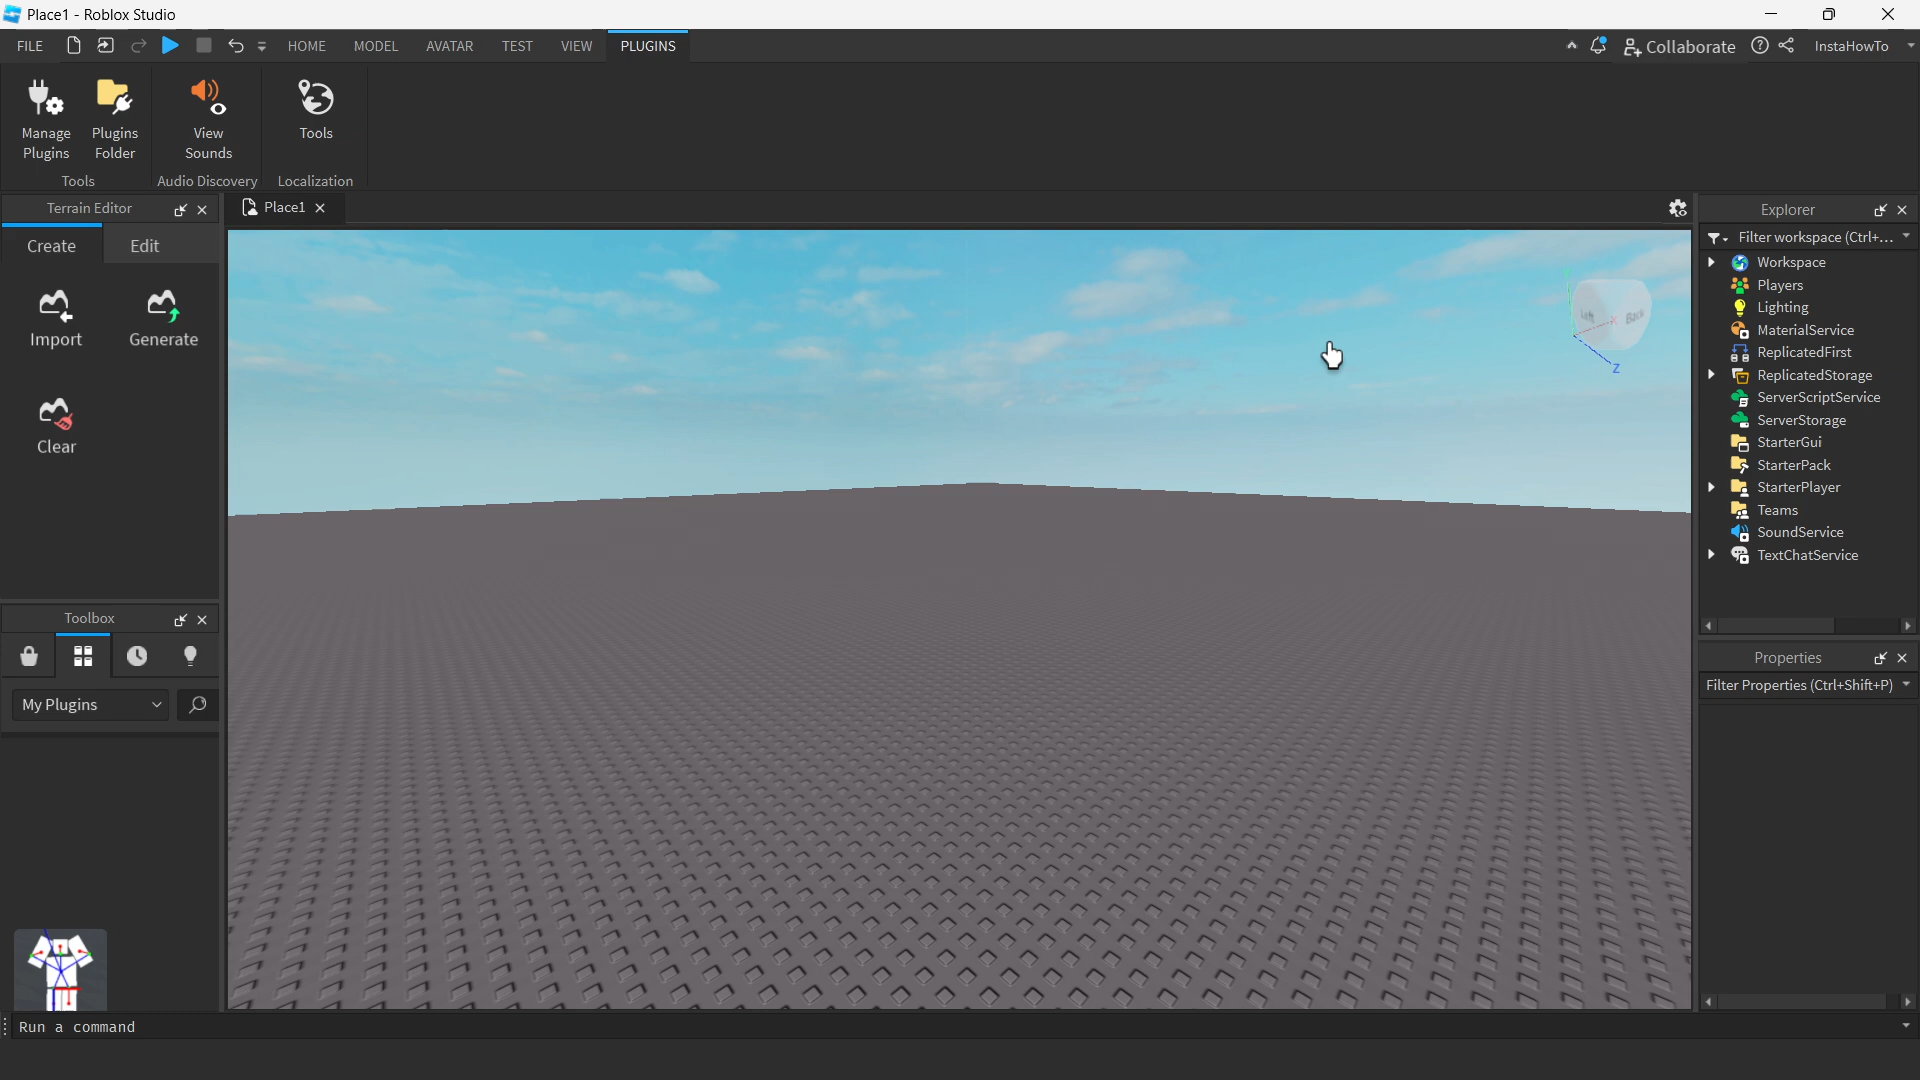 Place1 - Roblox Studio
FILE HOME MODEL AVATAR TEST VIEW PLUGINS Collaborate InstaHowTo
Manage Plugins
Plugins Folder
View Sounds
Tools
Tools Audio Discovery Localization
Terrain Editor
Create Edit
Import Generate
Clear
Toolbox
My Plugins
Place1
Back
Z
Explorer
Filter workspace (Ctrl+...
Workspace
Players
Lighting
MaterialService
ReplicatedFirst
ReplicatedStorage
ServerScriptService
ServerStorage
StarterGui
StarterPack
StarterPlayer
Teams
SoundService
TextChatService
Properties
Filter Properties (Ctrl+Shift+P)
Run a command